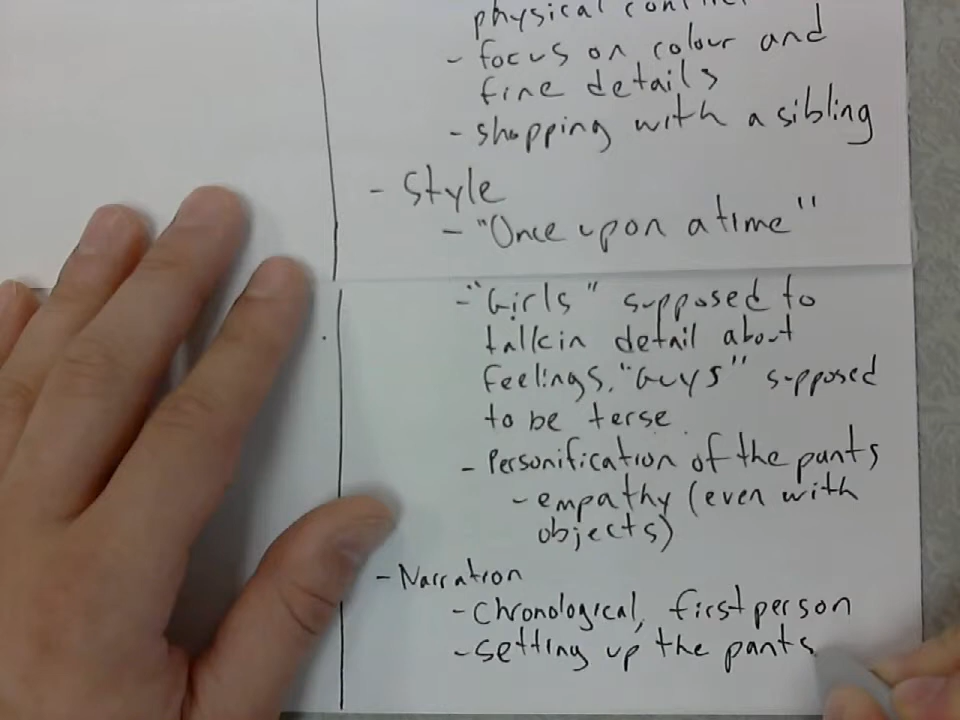 physical
- focus on colour and
fine details
- shopping with a sibling
- Style
- "Once upon a time"
- "Girls" supposed to
talk in detail about
feelings. "Guys" supposed
to be terse.
- Personification of the pants
- empathy (even with
objects)
- Narration
- Chronological, first person
- setting up the pants